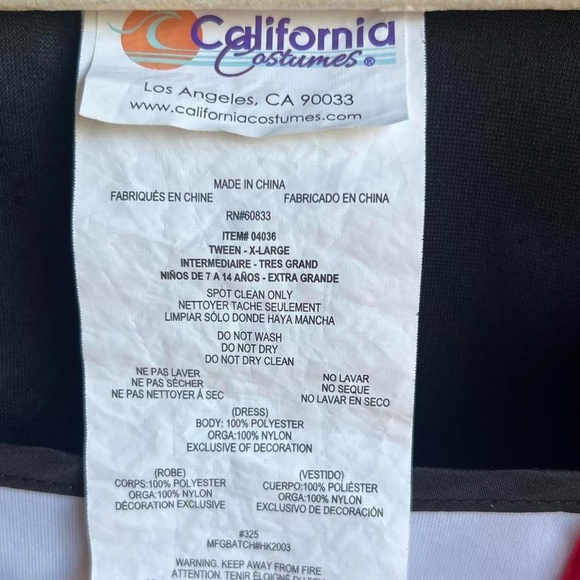 California
Costumes®
Los Angeles, CA 90033
www.californiacostumes.com
MADE IN CHINA
FABRIQUÉS EN CHINE FABRICADO EN CHINA
RN#60833
ITEM# 04036
TWEEN - X-LARGE
INTERMEDIAIRE - TRES GRAND
NIÑOS DE 7 A 14 AÑOS - EXTRA GRANDE
SPOT CLEAN ONLY
NETTOYER TACHE SEULEMENT
LIMPIAR SÓLO DONDE HAYA MANCHA
DO NOT WASH
DO NOT DRY
DO NOT DRY CLEAN
NE PAS LAVER NO LAVAR
NE PAS SÉCHER NO SEQUE
NE PAS NETTOYER Á SEC NO LAVAR EN SECO
(DRESS)
BODY: 100% POLYESTER
ORGA:100% NYLON
EXCLUSIVE OF DECORATION
(ROBE) (VESTIDO)
CORPS:100% POLYESTER CUERPO:100% POLIÉSTER
ORGA:100% NYLON ORGA:100% NYLON
DÉCORATION EXCLUSIVE EXCLUSIVO DE DECORACIÓN
#325
MFGBATCH#HK2003
WARNING. KEEP AWAY FROM FIRE
ATTENTION. TENIR ÉLOIGNÉ DU FEU